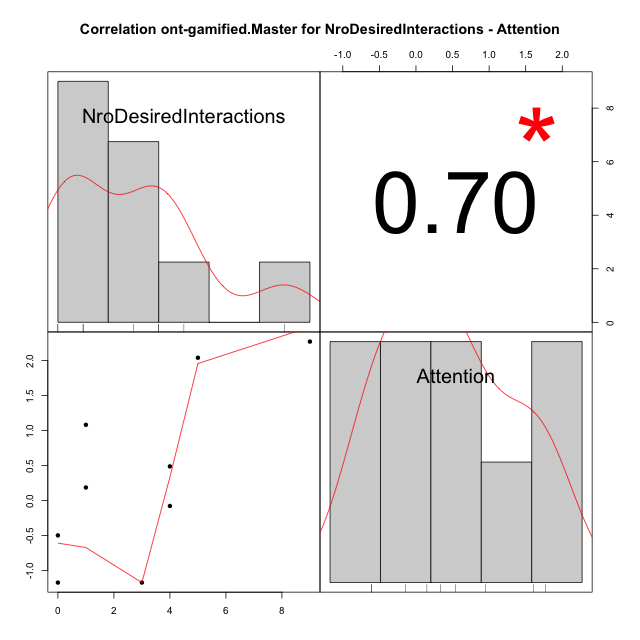 Correlation ont-gamified.Master for NroDesiredInteractions - Attention
-1.0 -0.5 0.0 0.5 1.0 1.5 2.0
NroDesiredInteractions
*
0.70
8
6
4
2
0
Attention
2.0
1.5
1.0
0.5
0.0
-0.5
-1.0
0 2 4 6 8